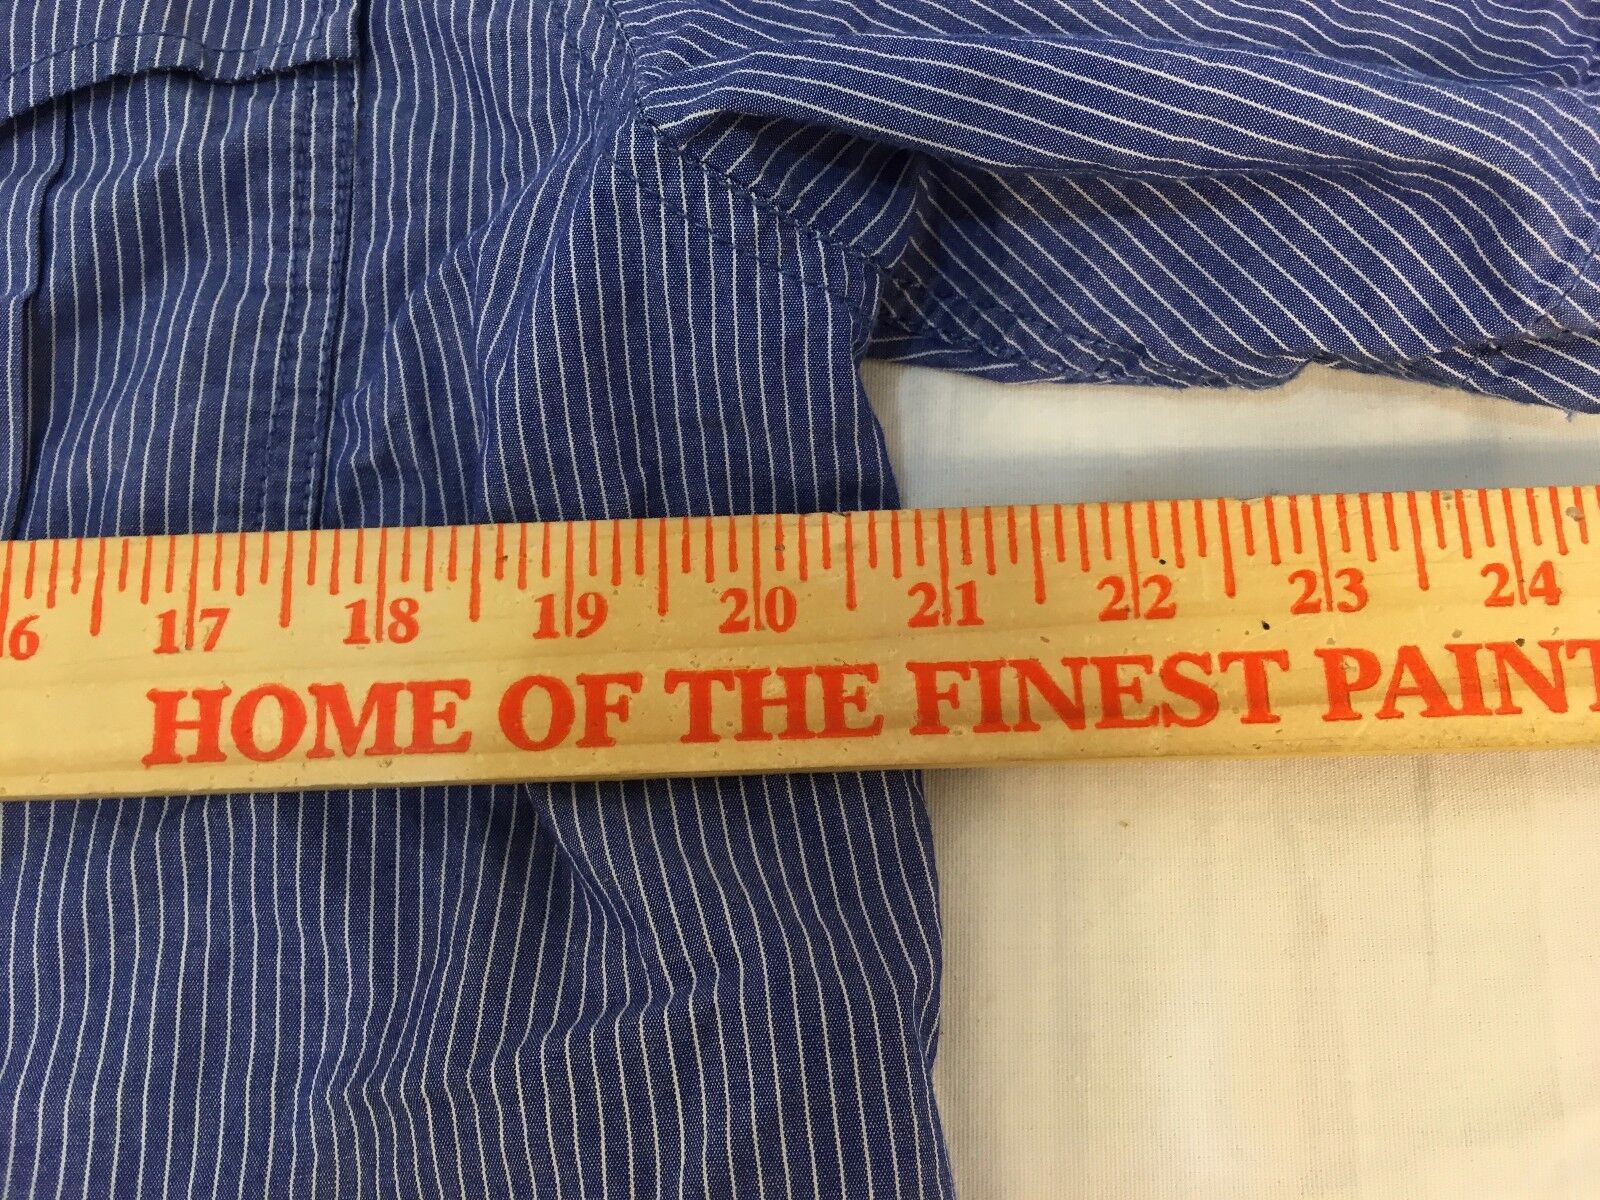 6 17 18 19 20 21 22 23 24
HOME OF THE FINEST PAINT